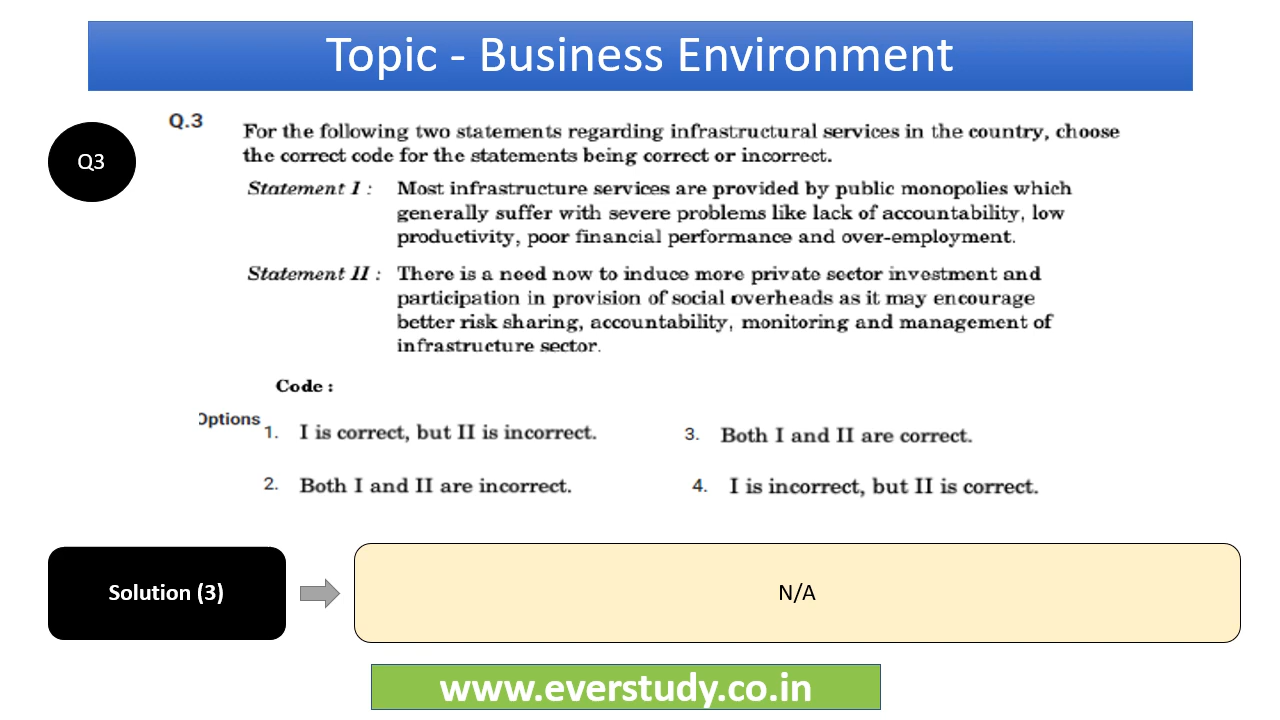 Topic - Business Environment
Q3
Q.3
For the following two statements regarding infrastructural services in the country, choose
the correct code for the statements being correct or incorrect.
Statement I : Most infrastructure services are provided by public monopolies which
generally suffer with severe problems like lack of accountability, low
productivity, poor financial performance and over-employment.
Statement II : There is a need now to induce more private sector investment and
participation in provision of social overheads as it may encourage
better risk sharing, accountability, monitoring and management of
infrastructure sector.
Code :
Options
1. I is correct, but II is incorrect.
3. Both I and II are correct.
2. Both I and II are incorrect.
4. I is incorrect, but II is correct.
Solution (3)
N/A
www.everstudy.co.in